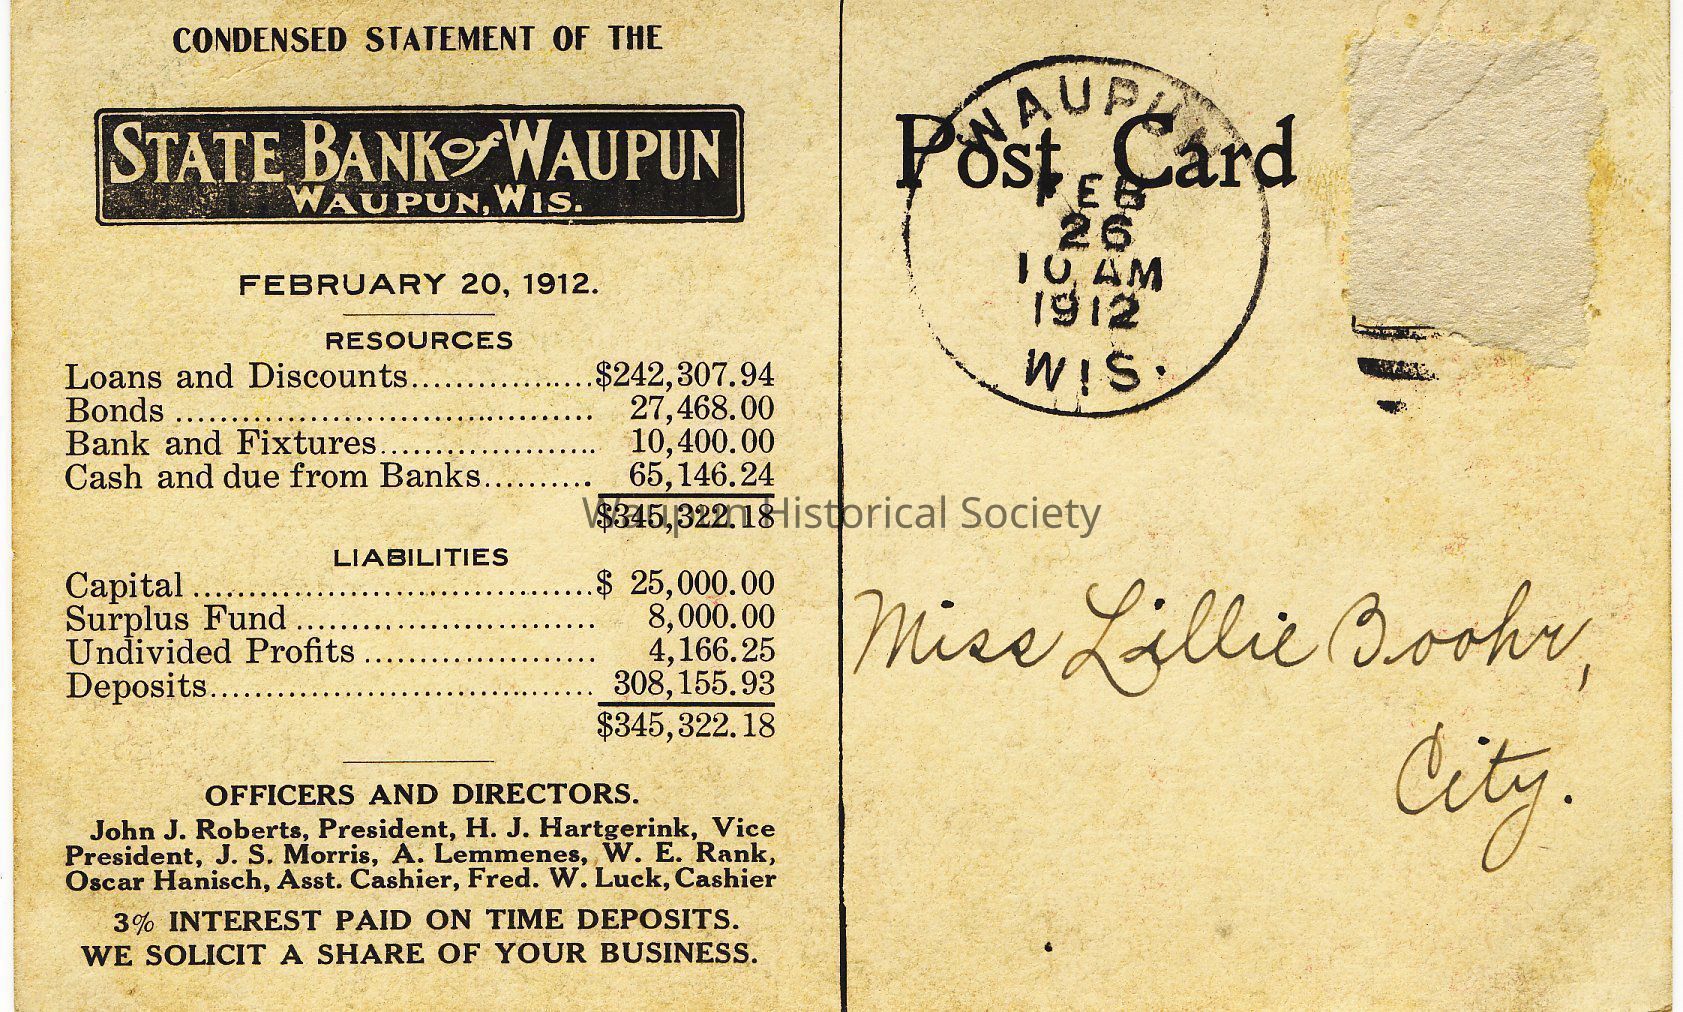 CONDENSED STATEMENT OF THE
STATE BANK of WAUPUN
WAUPUN, WIS.
FEBRUARY 20, 1912.
RESOURCES
Loans and Discounts................$242,307.94
Bonds ..................................... 27,468.00
Bank and Fixtures.................... 10,400.00
Cash and due from Banks.......... 65,146.24
$345,322.18
LIABILITIES
Capital ...................................$ 25,000.00
Surplus Fund .......................... 8,000.00
Undivided Profits .................... 4,166.25
Deposits.................................. 308,155.93
$345,322.18
OFFICERS AND DIRECTORS.
John J. Roberts, President, H. J. Hartgerink, Vice
President, J. S. Morris, A. Lemmenes, W. E. Rank,
Oscar Hanisch, Asst. Cashier, Fred. W. Luck, Cashier
3% INTEREST PAID ON TIME DEPOSITS.
WE SOLICIT A SHARE OF YOUR BUSINESS.
Post Card
WAUPUN
FEB
26
10 AM
1912
WIS.
Miss Lillie Boohr,
City.
Waupun Historical Society